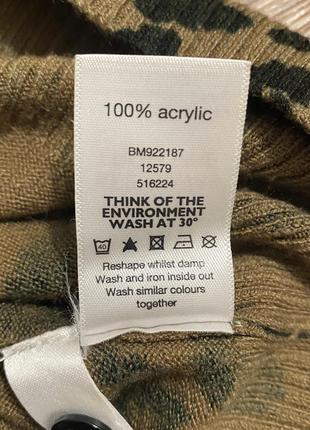 100% acrylic
BM922187
12579
516224
THINK OF THE
ENVIRONMENT
WASH AT 30°
40
Reshape whilst damp
Wash and iron inside out
Wash similar colours
together